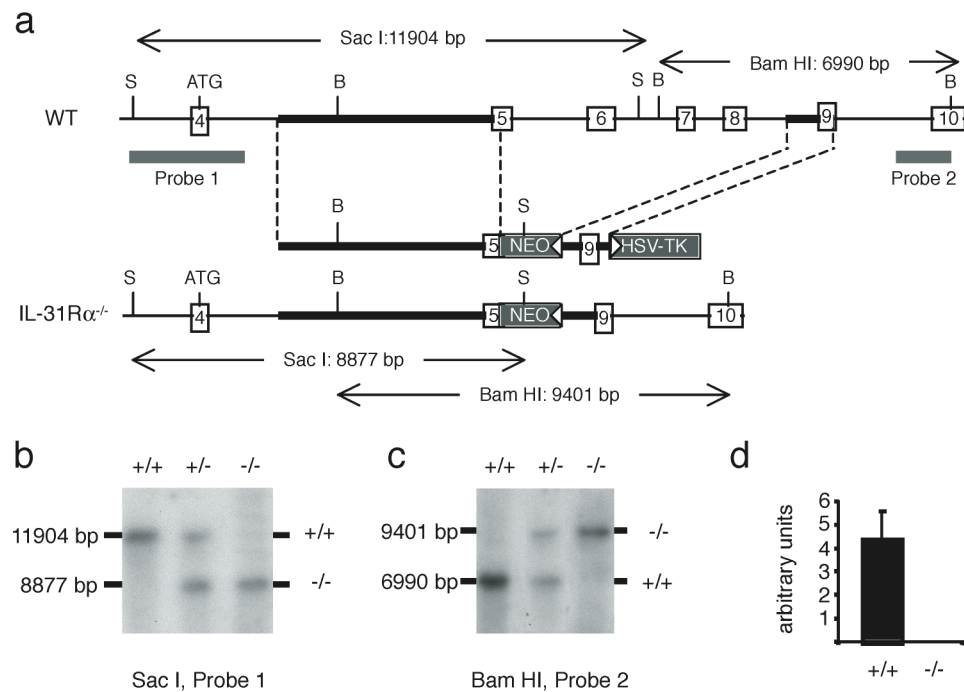 a
Sac I:11904 bp
Bam HI: 6990 bp
S ATG B S B B
WT 4 5 6 7 8 9 10
Probe 1 Probe 2
B S
5 NEO 9 HSV-TK
S ATG B S B
IL-31Rα-/- 4 5 NEO 9 10
Sac I: 8877 bp
Bam HI: 9401 bp
b
+/+ +/- -/-
11904 bp +/+
8877 bp -/-
Sac I, Probe 1
c
+/+ +/- -/-
9401 bp -/-
6990 bp +/+
Bam HI, Probe 2
d
arbitrary units
6
5
4
3
2
1
+/+ -/-